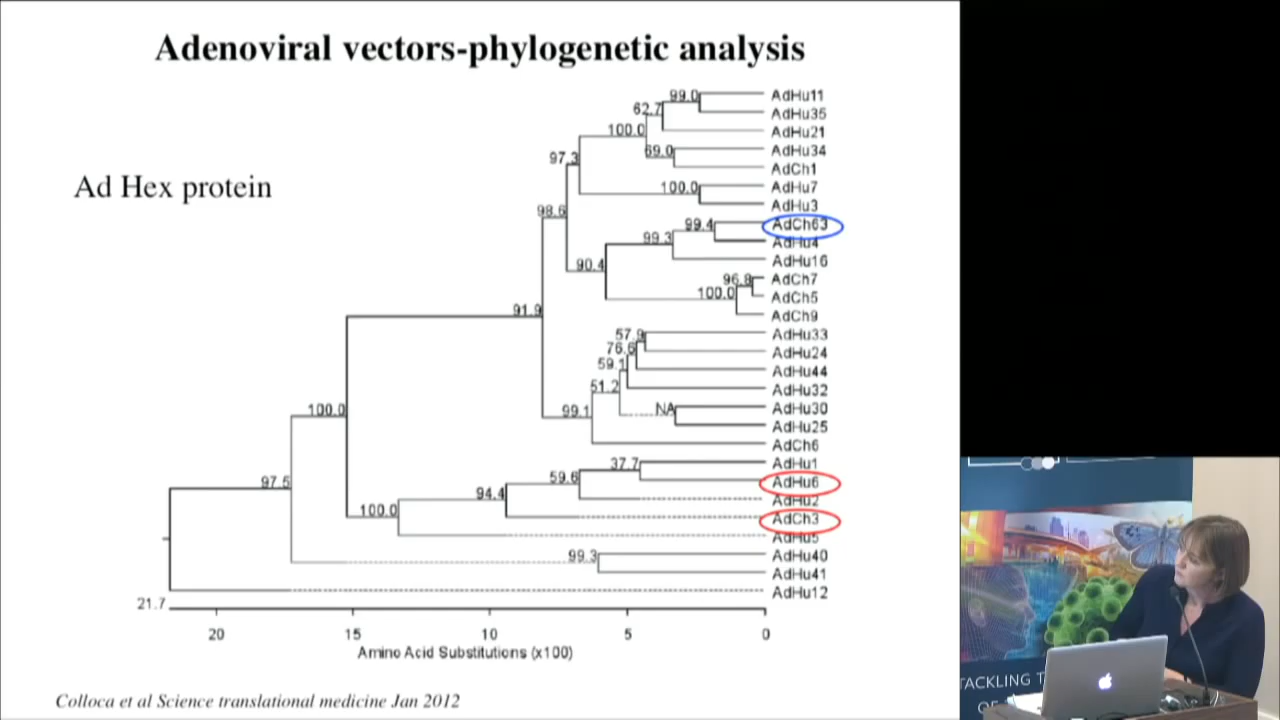 Adenoviral vectors-phylogenetic analysis
Ad Hex protein
99.0
AdHu11
62.7
AdHu35
100.0
AdHu21
69.0
AdHu34
97.3
AdCh1
100.0
AdHu7
AdHu3
98.6
99.4
AdCh63
99.3
AdHu4
90.4
AdHu16
96.8
AdCh7
100.0
AdCh5
91.9
AdCh9
57.9
AdHu33
76.6
AdHu24
59.1
AdHu44
51.2
AdHu32
NA
AdHu30
99.1
AdHu25
100.0
AdCh6
37.7
AdHu1
59.6
AdHu6
97.5
94.4
AdHu2
100.0
AdCh3
AdHu5
99.3
AdHu40
AdHu41
AdHu12
21.7
20 15 10 5 0
Amino Acid Substitutions (x100)
Colloca et al Science translational medicine Jan 2012
TACKLING T
OF